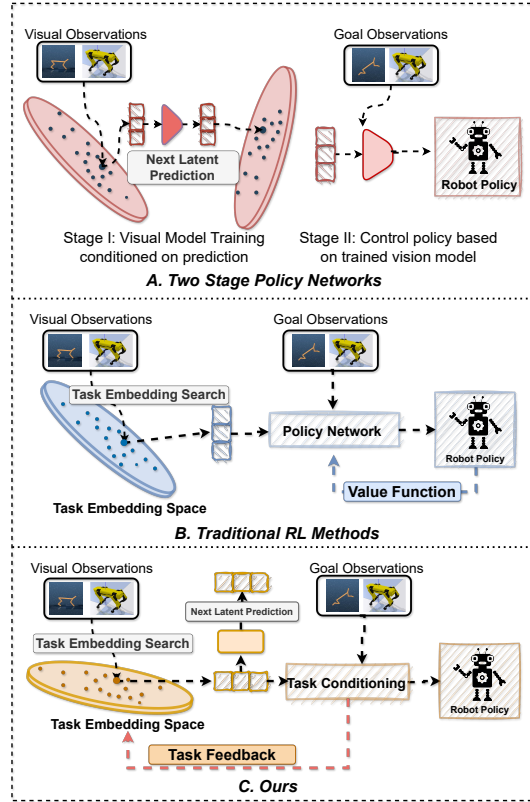 Visual Observations
Goal Observations
Next Latent
Prediction
Robot Policy
Stage I: Visual Model Training
conditioned on prediction
Stage II: Control policy based
on trained vision model
A. Two Stage Policy Networks
Visual Observations
Goal Observations
Task Embedding Search
Policy Network
Robot Policy
Value Function
Task Embedding Space
B. Traditional RL Methods
Visual Observations
Goal Observations
Next Latent Prediction
Task Embedding Search
Task Conditioning
Robot Policy
Task Embedding Space
Task Feedback
C. Ours